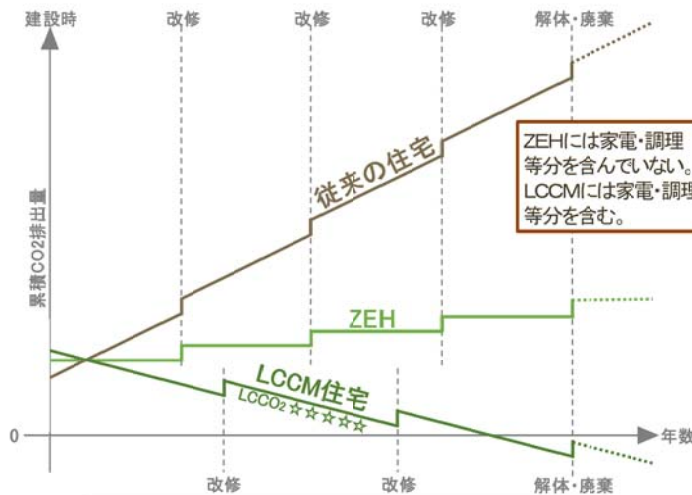 建設時
改修
改修
改修
解体・廃棄
累積CO2排出量
従来の住宅
ZEHには家電・調理
等分を含んでいない。
LCCMには家電・調理
等分を含む。
ZEH
LCCM住宅
LCCO2☆☆☆☆☆
0
年数
改修
改修
解体・廃棄